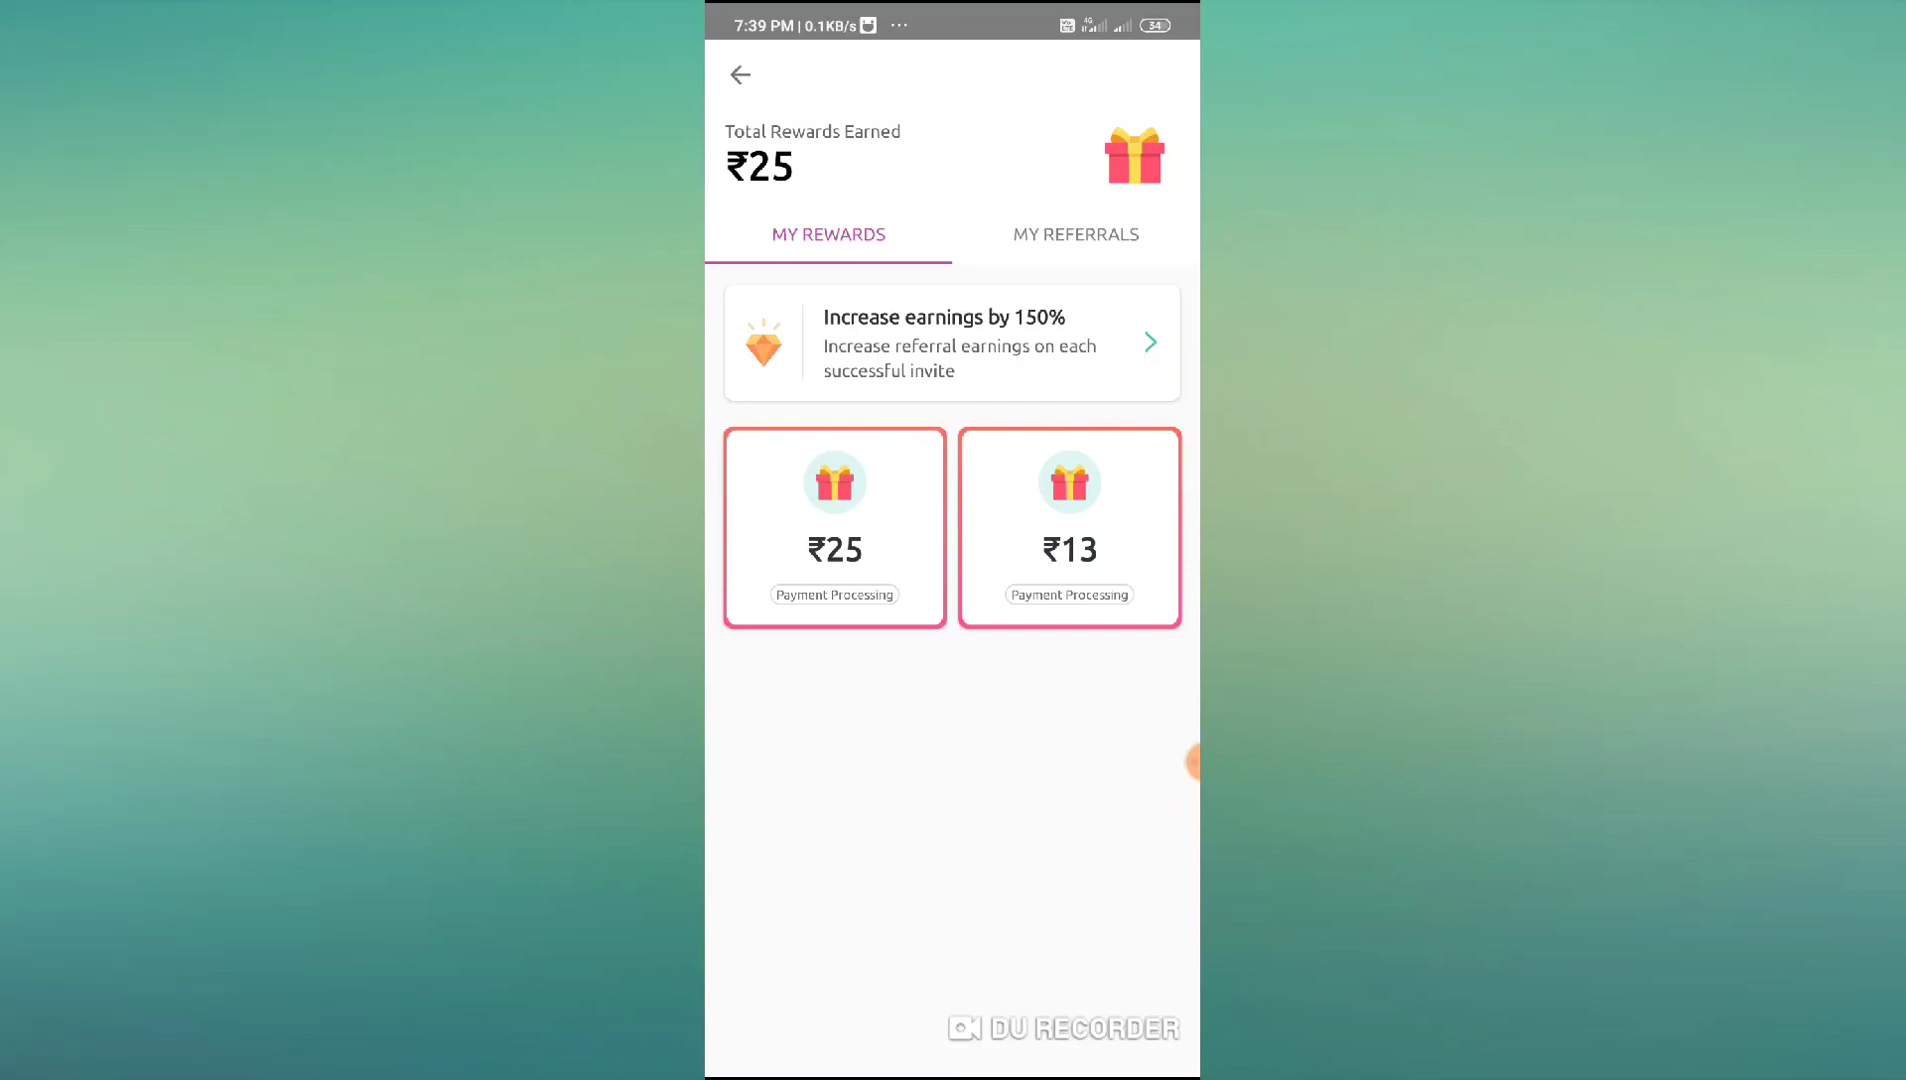 7:39 PM | 0.1KB/s ...
4G
34
Total Rewards Earned
₹25
MY REWARDS
MY REFERRALS
Increase earnings by 150%
Increase referral earnings on each
successful invite
₹25
₹13
Payment Processing
Payment Processing
DU RECORDER